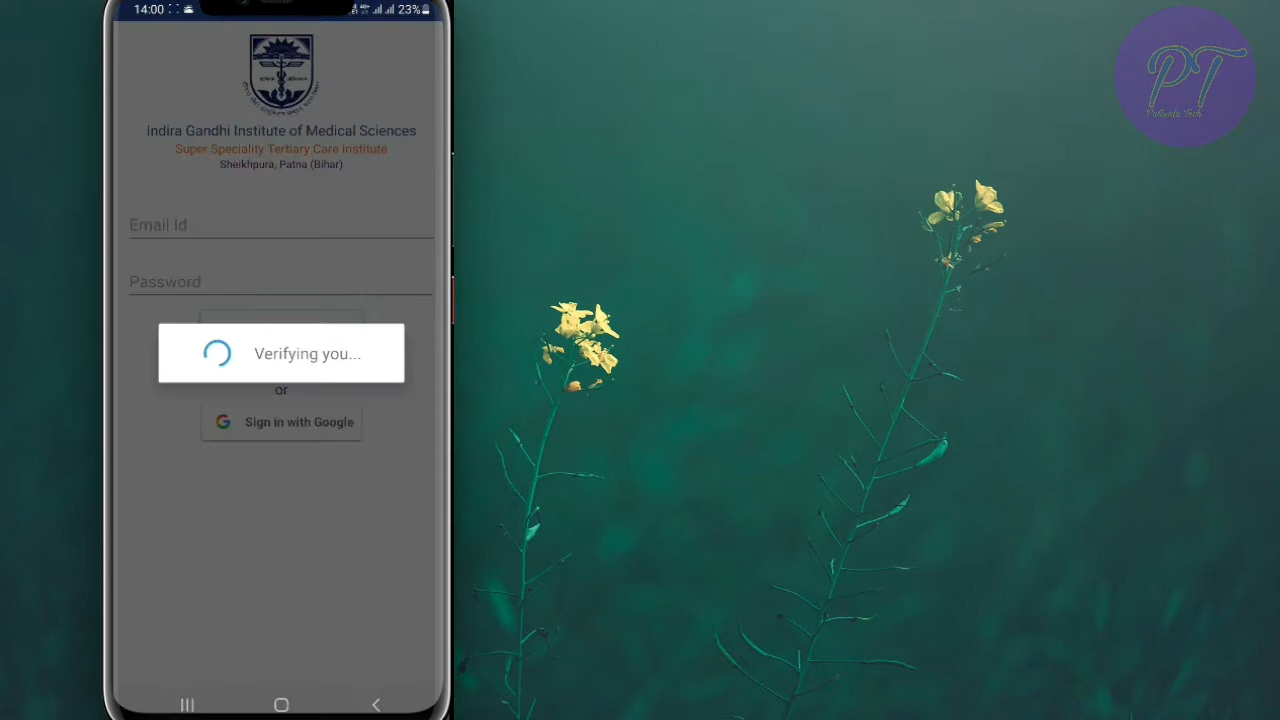 14:00
23%
Indira Gandhi Institute of Medical Sciences
Super Speciality Tertiary Care Institute
Sheikhpura, Patna (Bihar)
Email Id
Password
Verifying you...
or
Sign in with Google
PT